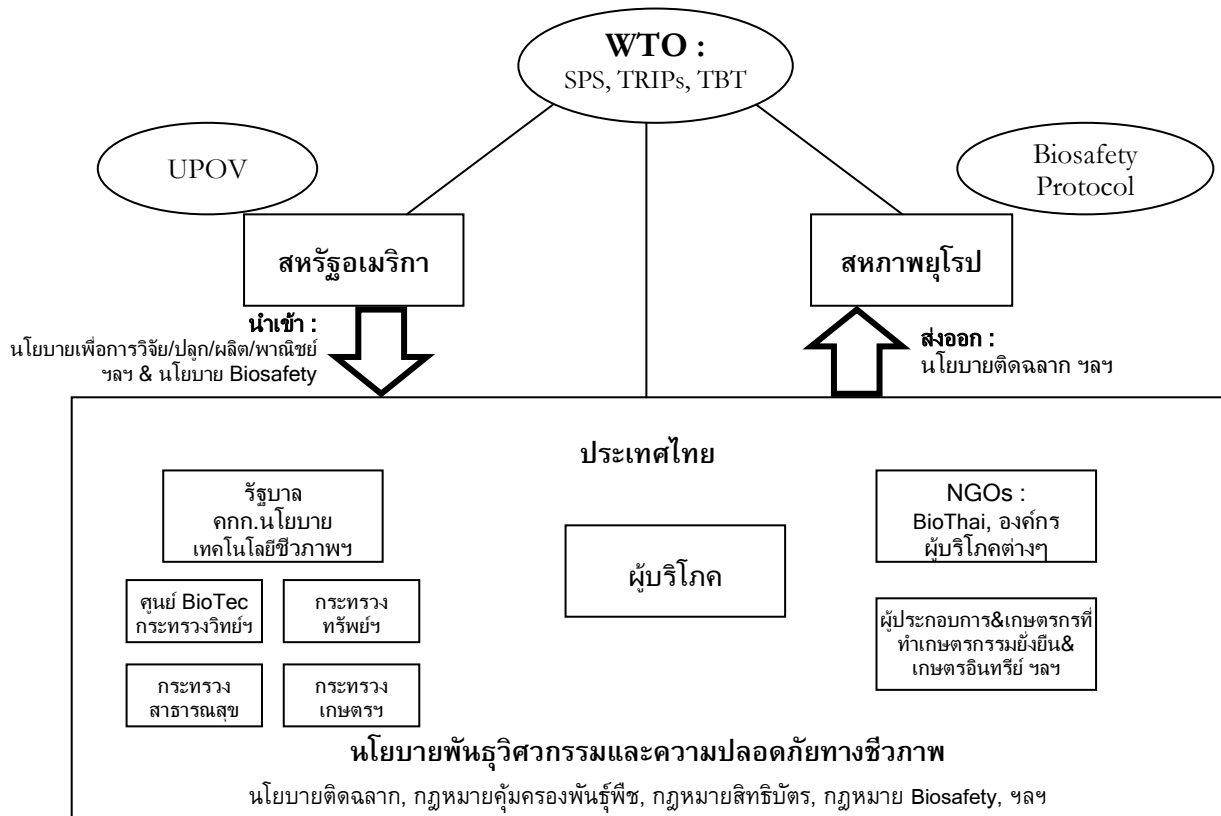 WTO :
SPS, TRIPs, TBT
UPOV
Biosafety
Protocol
สหรัฐอเมริกา
สหภาพยุโรป
นำเข้า :
นโยบายเพื่อการวิจัย/ปลูก/ผลิต/พาณิชย์
ฯลฯ & นโยบาย Biosafety
ส่งออก :
นโยบายติดฉลาก ฯลฯ
ประเทศไทย
รัฐบาล
คกก.นโยบาย
เทคโนโลยีชีวภาพฯ
ศูนย์ BioTec
กระทรวงวิทย์ฯ
กระทรวง
ทรัพย์ฯ
กระทรวง
สาธารณสุข
กระทรวง
เกษตรฯ
ผู้บริโภค
NGOs :
BioThai, องค์กร
ผู้บริโภคต่างๆ
ผู้ประกอบการ&เกษตรกรที่
ทำเกษตรกรรมยั่งยืน&
เกษตรอินทรีย์ ฯลฯ
นโยบายพันธุวิศวกรรมและความปลอดภัยทางชีวภาพ
นโยบายติดฉลาก, กฎหมายคุ้มครองพันธุ์พืช, กฎหมายสิทธิบัตร, กฎหมาย Biosafety, ฯลฯ